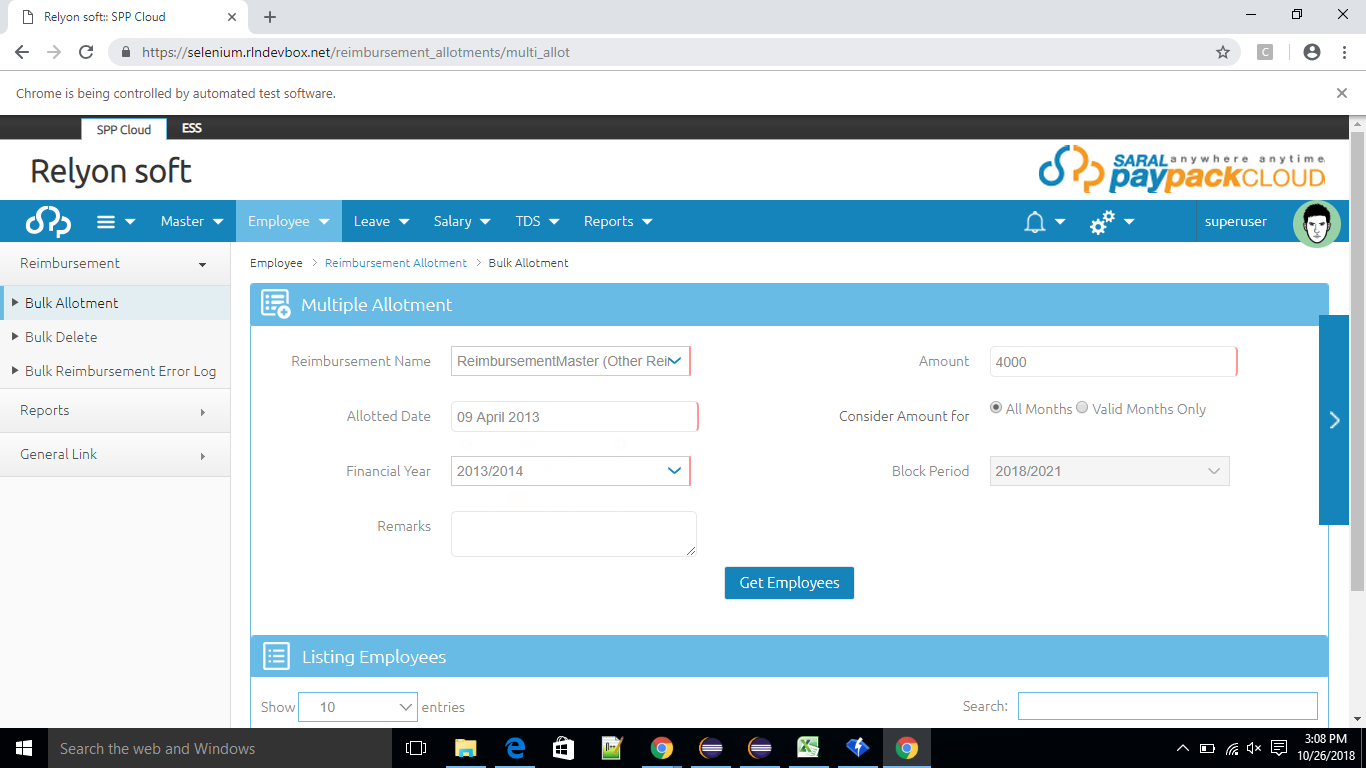 Relyon soft:: SPP Cloud
https://selenium.rlndevbox.net/reimbursement_allotments/multi_allot
C
Chrome is being controlled by automated test software.
SPP Cloud ESS
Relyon soft
SARAL anywhere anytime
paypackCLOUD
Master Employee Leave Salary TDS Reports superuser
Reimbursement
Bulk Allotment
Bulk Delete
Bulk Reimbursement Error Log
Reports
General Link
Employee > Reimbursement Allotment > Bulk Allotment
Multiple Allotment
Reimbursement Name ReimbursementMaster (Other Rei Amount 4000
Allotted Date 09 April 2013 Consider Amount for All Months Valid Months Only
Financial Year 2013/2014 Block Period 2018/2021
Remarks
Get Employees
Listing Employees
Show 10 entries Search:
Search the web and Windows
3:08 PM
10/26/2018